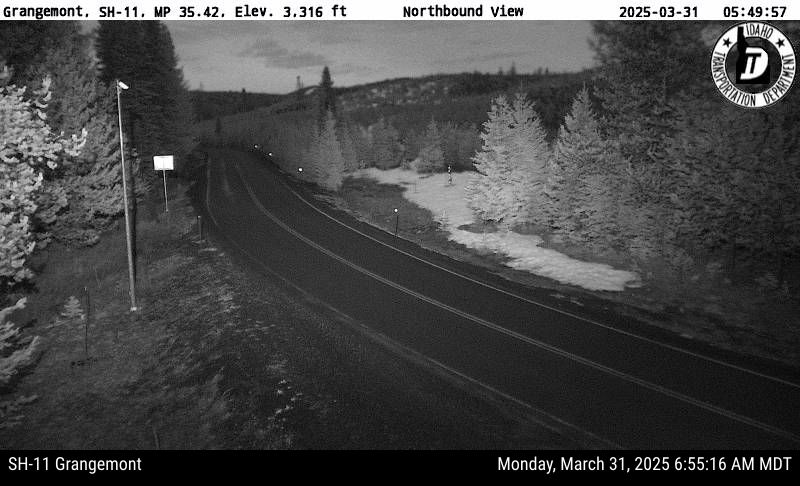 Grangemont, SH-11, MP 35.42, Elev. 3,316 ft Northbound View 2025-03-31 05:49:57
IDAHO
TRANSPORTATION DEPARTMENT
SH-11 Grangemont Monday, March 31, 2025 6:55:16 AM MDT